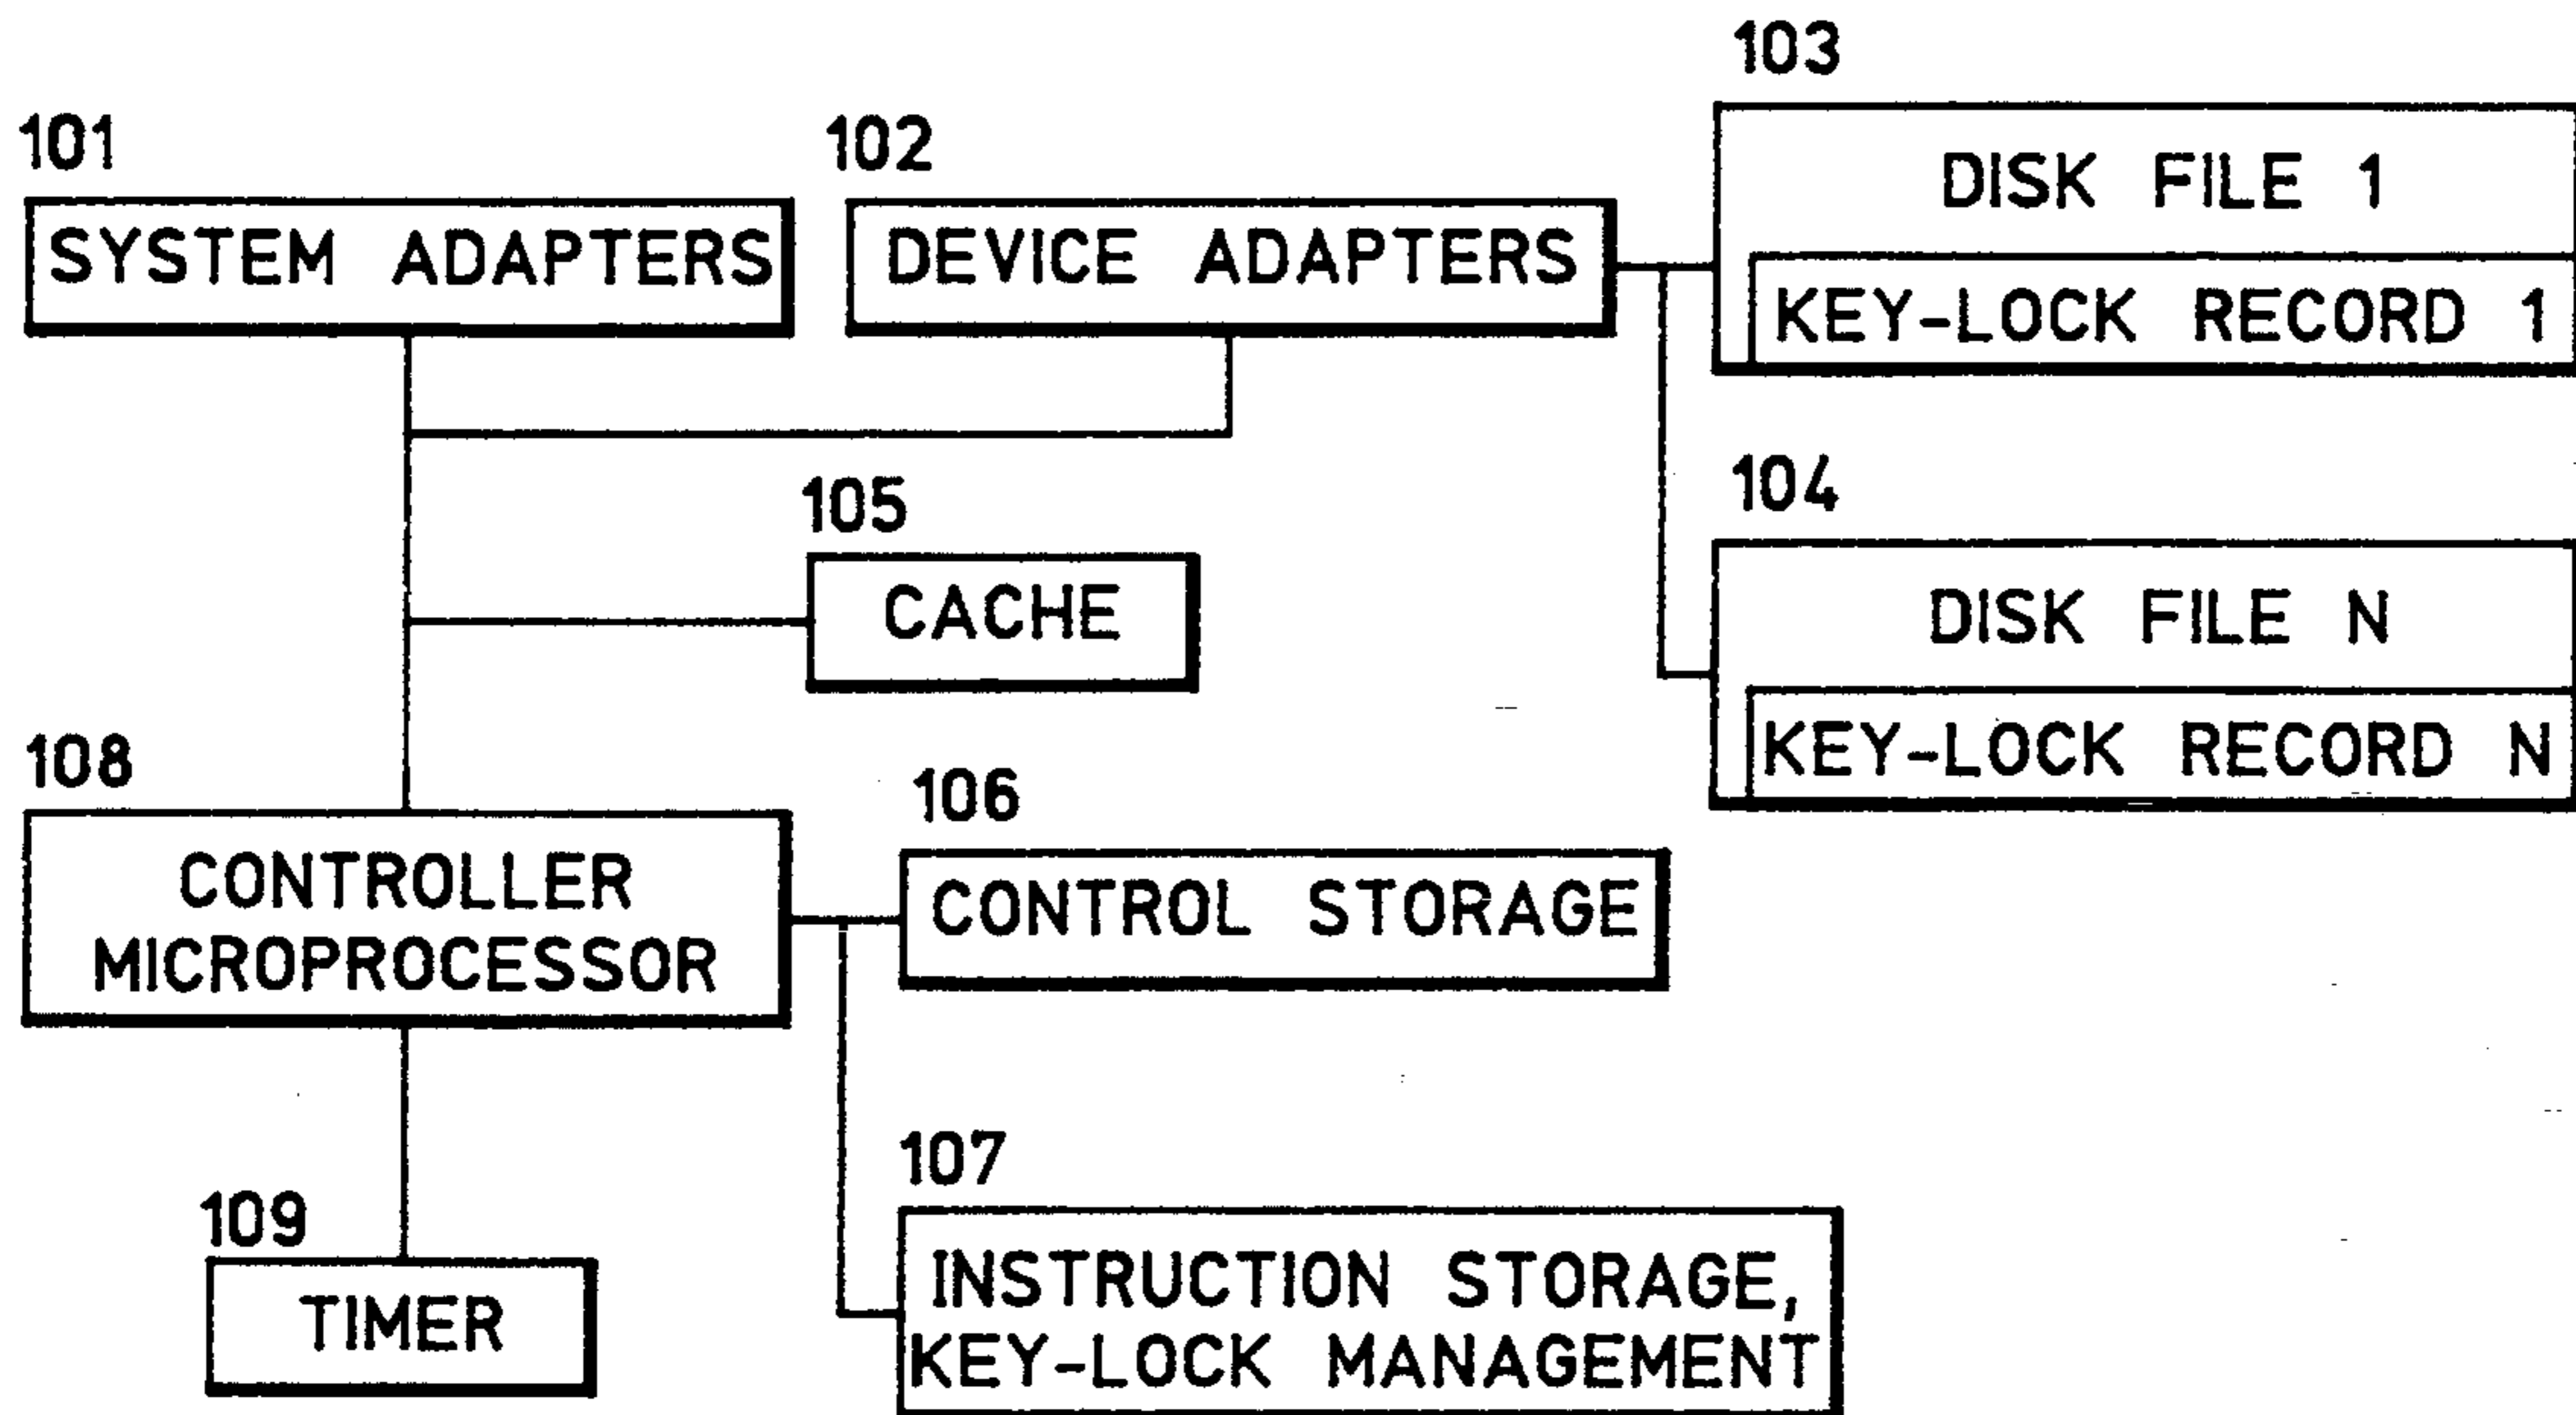 103
101
102
DISK FILE 1
SYSTEM ADAPTERS
DEVICE ADAPTERS
KEY-LOCK RECORD 1
104
105
CACHE
DISK FILE N
KEY-LOCK RECORD N
108
106
CONTROLLER
MICROPROCESSOR
CONTROL STORAGE
107
109
INSTRUCTION STORAGE,
KEY-LOCK MANAGEMENT
TIMER